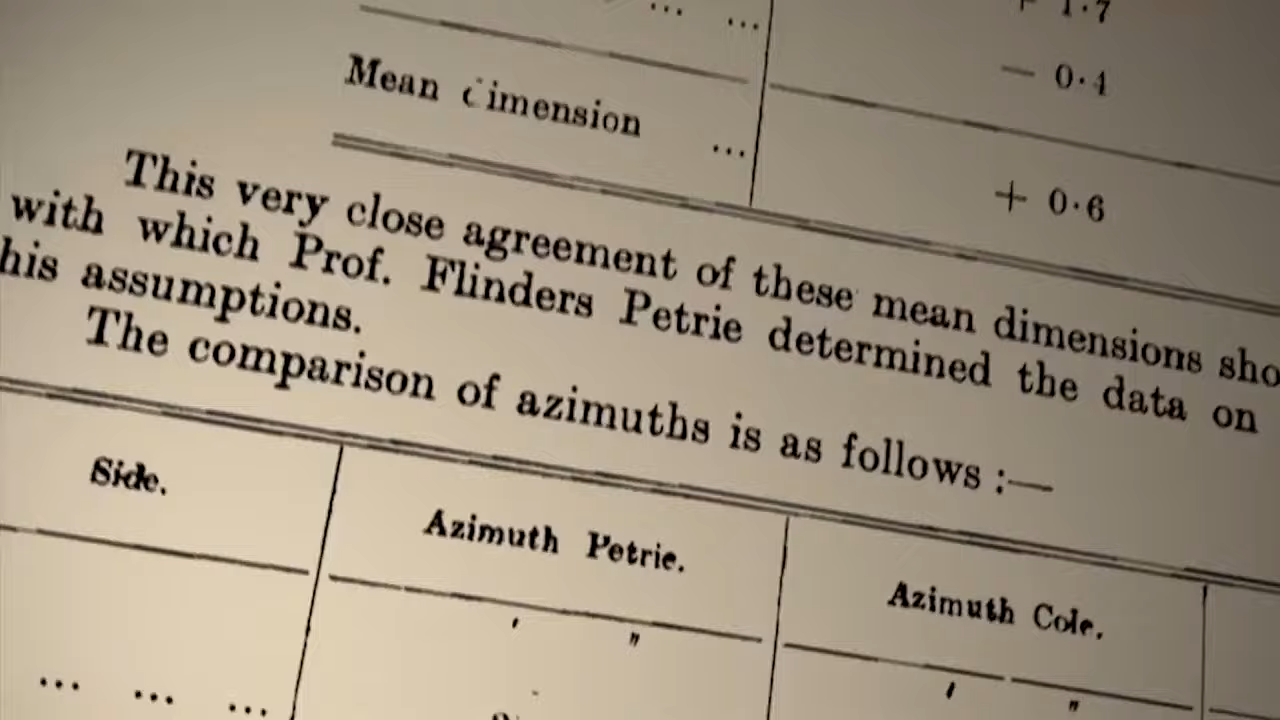 ... ... + 1·7
− 0·4
Mean dimension ... + 0·6
This very close agreement of these mean dimensions sho
with which Prof. Flinders Petrie determined the data on
his assumptions.
The comparison of azimuths is as follows :—
Side. Azimuth Petrie. Azimuth Cole.
′ ″ ′ ″
... ... ...